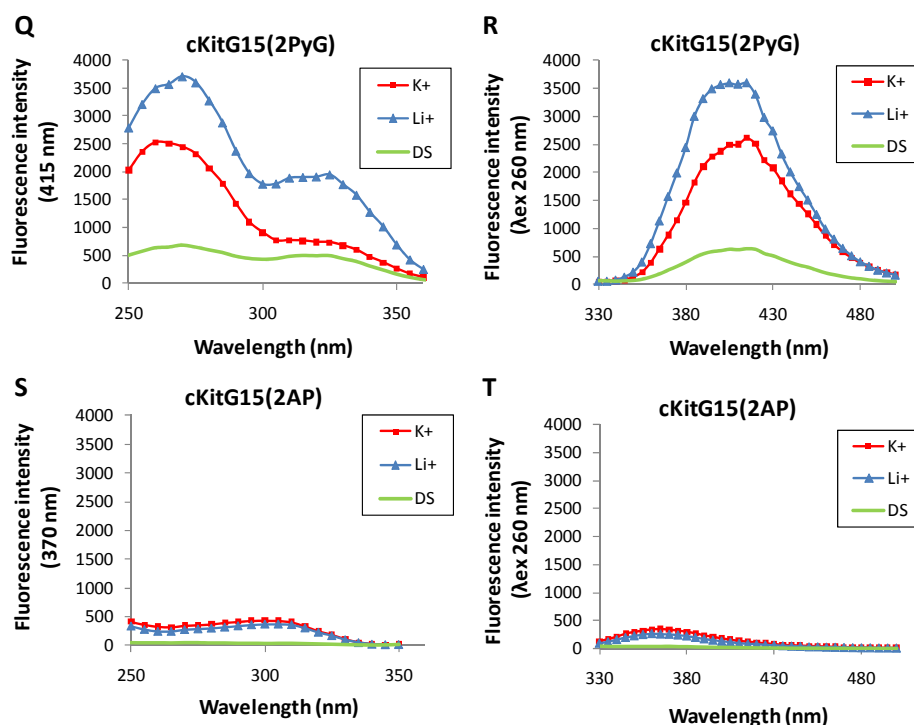 Q
cKitG15(2PyG)
Fluorescence intensity
(415 nm)
4000
3500
3000
2500
2000
1500
1000
500
0
K+
Li+
DS
250
300
350
Wavelength (nm)
R
cKitG15(2PyG)
Fluorescence intensity
(λex 260 nm)
4000
3500
3000
2500
2000
1500
1000
500
0
K+
Li+
DS
330
380
430
480
Wavelength (nm)
S
cKitG15(2AP)
Fluorescence intensity
(370 nm)
4000
3500
3000
2500
2000
1500
1000
500
0
K+
Li+
DS
250
300
350
Wavelength (nm)
T
cKitG15(2AP)
Fluorescence intensity
(λex 260 nm)
4000
3500
3000
2500
2000
1500
1000
500
0
K+
Li+
DS
330
380
430
480
Wavelength (nm)